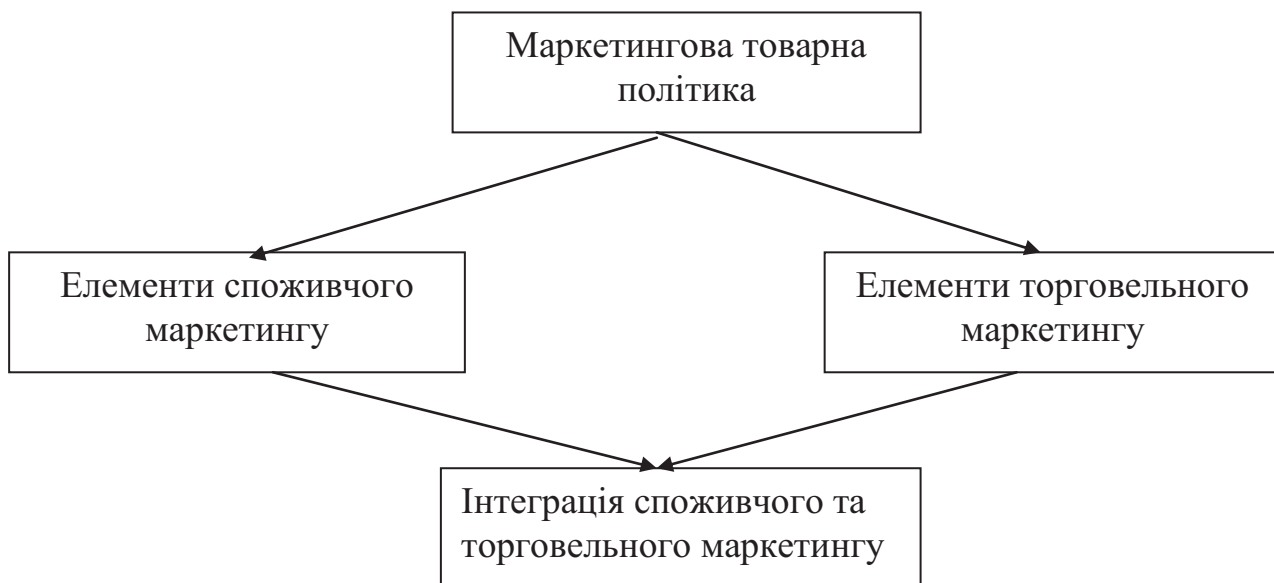 Маркетингова товарна
політика
Елементи споживчого
маркетингу
Елементи торговельного
маркетингу
Інтеграція споживчого та
торговельного маркетингу